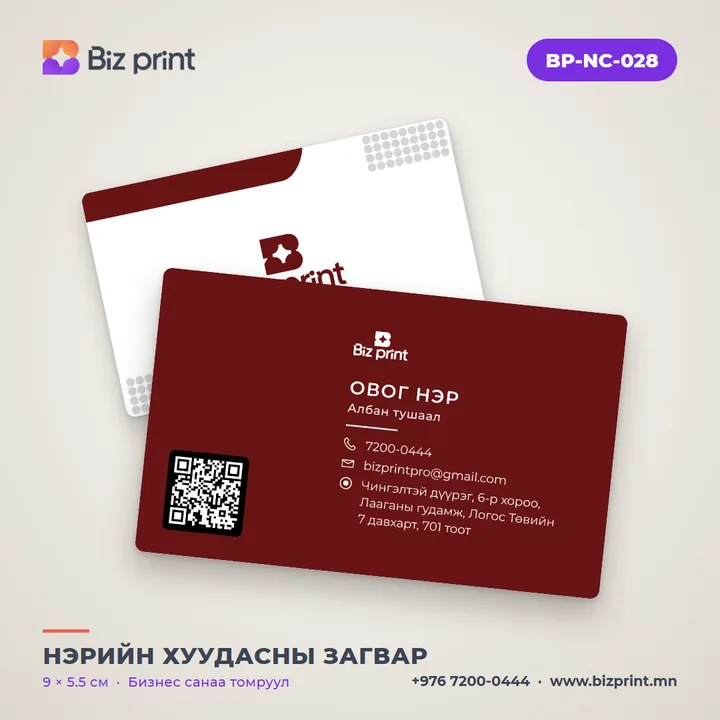 Biz print
BP-NC-028
print
Biz print
ОВОГ НЭР
Албан тушаал
7200-0444
bizprintpro@gmail.com
Чингэлтэй дүүрэг, 6-р хороо,
Лааганы гудамж, Логос Төвийн
7 давхарт, 701 тоот
НЭРИЙН ХУУДАСНЫ ЗАГВАР
9 × 5.5 см · Бизнес санаа томруул
+976 7200-0444 · www.bizprint.mn